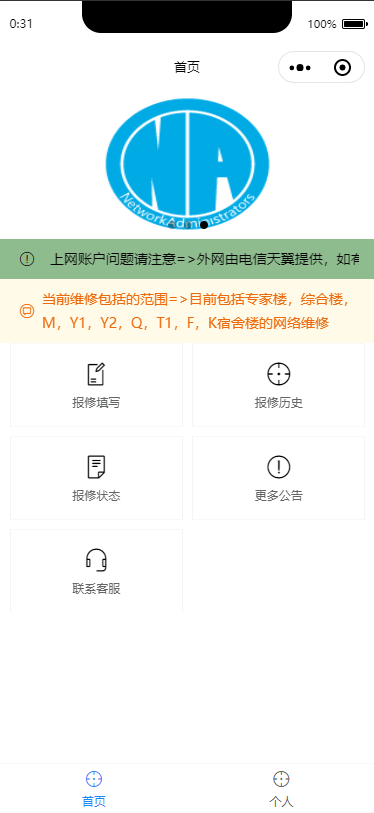 0:31
100%
首页
NA
NetworkAdministrators
上网账户问题请注意=>外网由电信天翼提供，如有
当前维修包括的范围=>目前包括专家楼，综合楼，
M，Y1，Y2，Q，T1，F，K宿舍楼的网络维修
报修填写
报修历史
报修状态
更多公告
联系客服
首页
个人